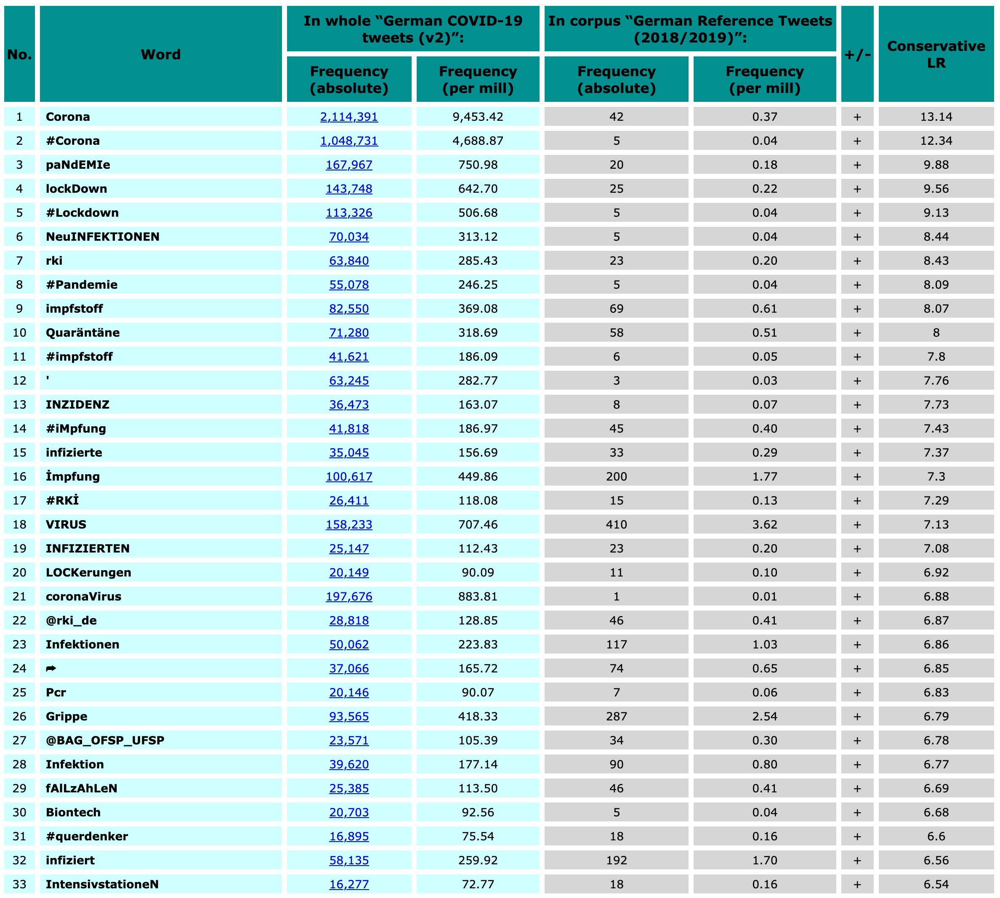 No. Word In whole “German COVID-19 tweets (v2)”: In corpus “German Reference Tweets (2018/2019)”: +/- Conservative LR
Frequency (absolute) Frequency (per mill) Frequency (absolute) Frequency (per mill)
1 Corona 2,114,391 9,453.42 42 0.37 + 13.14
2 #Corona 1,048,731 4,688.87 5 0.04 + 12.34
3 paNdEMIe 167,967 750.98 20 0.18 + 9.88
4 lockDown 143,748 642.70 25 0.22 + 9.56
5 #Lockdown 113,326 506.68 5 0.04 + 9.13
6 NeuINFEKTIONEN 70,034 313.12 5 0.04 + 8.44
7 rki 63,840 285.43 23 0.20 + 8.43
8 #Pandemie 55,078 246.25 5 0.04 + 8.09
9 impfstoff 82,550 369.08 69 0.61 + 8.07
10 Quaräntäne 71,280 318.69 58 0.51 + 8
11 #impfstoff 41,621 186.09 6 0.05 + 7.8
12 ' 63,245 282.77 3 0.03 + 7.76
13 INZIDENZ 36,473 163.07 8 0.07 + 7.73
14 #iMpfung 41,818 186.97 45 0.40 + 7.43
15 infizierte 35,045 156.69 33 0.29 + 7.37
16 İmpfung 100,617 449.86 200 1.77 + 7.3
17 #RKİ 26,411 118.08 15 0.13 + 7.29
18 VIRUS 158,233 707.46 410 3.62 + 7.13
19 INFIZIERTEN 25,147 112.43 23 0.20 + 7.08
20 LOCKerungen 20,149 90.09 11 0.10 + 6.92
21 coronaVirus 197,676 883.81 1 0.01 + 6.88
22 @rki_de 28,818 128.85 46 0.41 + 6.87
23 Infektionen 50,062 223.83 117 1.03 + 6.86
24 ➦ 37,066 165.72 74 0.65 + 6.85
25 Pcr 20,146 90.07 7 0.06 + 6.83
26 Grippe 93,565 418.33 287 2.54 + 6.79
27 @BAG_OFSP_UFSP 23,571 105.39 34 0.30 + 6.78
28 Infektion 39,620 177.14 90 0.80 + 6.77
29 fAlLzAhLeN 25,385 113.50 46 0.41 + 6.69
30 Biontech 20,703 92.56 5 0.04 + 6.68
31 #querdenker 16,895 75.54 18 0.16 + 6.6
32 infiziert 58,135 259.92 192 1.70 + 6.56
33 IntensivstationeN 16,277 72.77 18 0.16 + 6.54